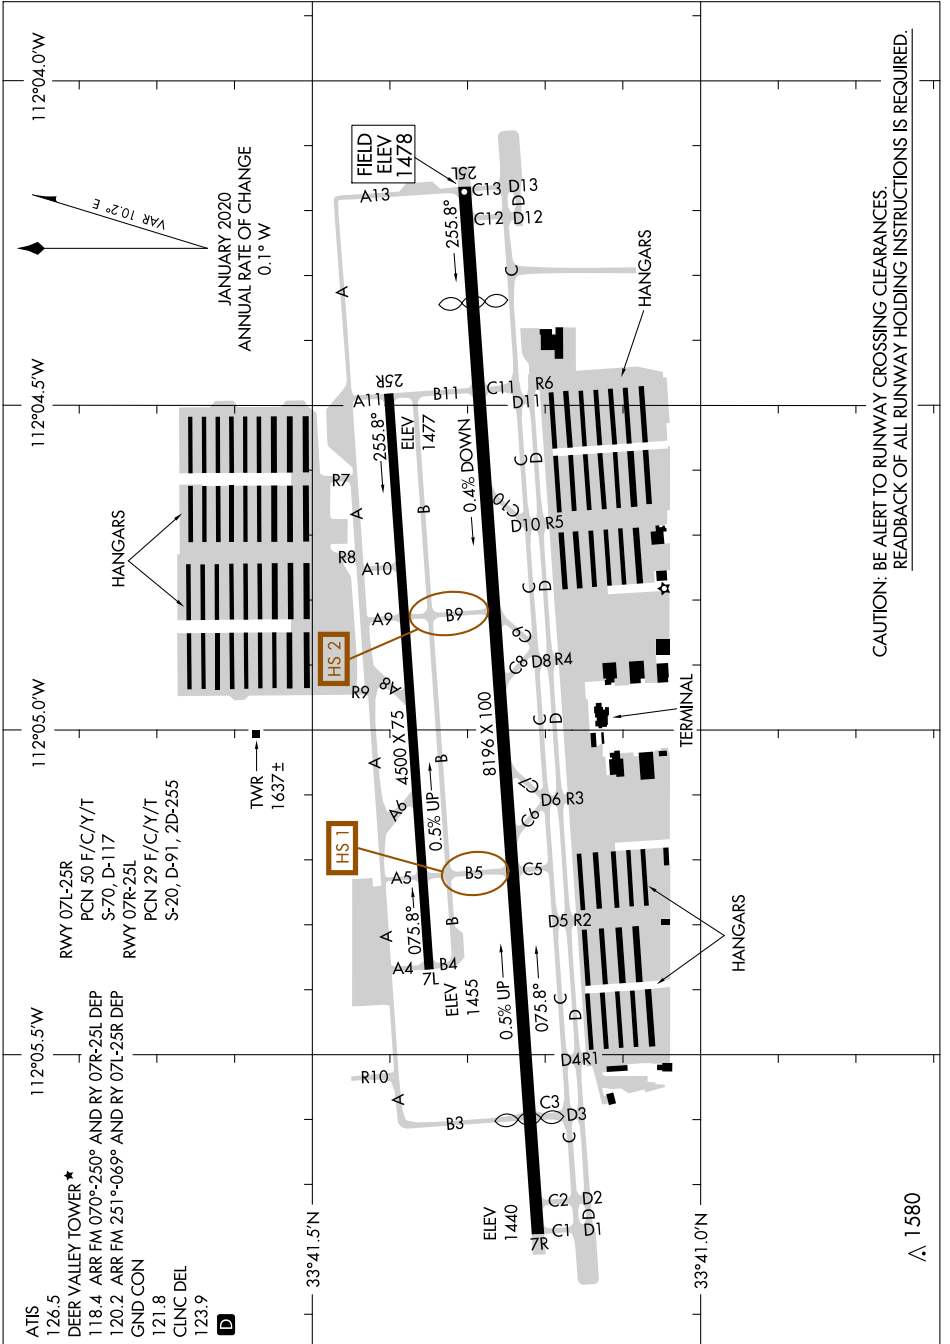 ATIS
126.5
DEER VALLEY TOWER ★
118.4 ARR FM 070°-250° AND RY 07R-25L DEP
120.2 ARR FM 251°-069° AND RY 07L-25R DEP
GND CON
121.8
CLNC DEL
123.9
D
RWY 07L-25R
PCN 50 F/C/Y/T
S-70, D-117
RWY 07R-25L
PCN 29 F/C/Y/T
S-20, D-91, 2D-255
112°05.5'W
112°05.0'W
112°04.5'W
112°04.0'W
VAR 10.2° E
JANUARY 2020
ANNUAL RATE OF CHANGE
0.1° W
HANGARS
TWR
1637±
33°41.5'N
R10
R9
R8
R7
HS 1
HS 2
FIELD
ELEV
1478
A
A4
A
A5
A6
A
A8
A9
A10
A
A11
A
A13
7L
075.8°
0.5% UP
4500 X 75
255.8°
25R
ELEV
1455
ELEV
1477
B3
B4
B
B5
B
B9
B
B11
7R
ELEV
1440
0.5% UP
075.8°
8196 X 100
0.4% DOWN
255.8°
25L
C1
C2
C3
C
C
C5
C6
C7
C
C8
C9
C
C10
C
C11
C
C12
C13
D1
D
D2
D3
D4
R1
D
D5
R2
D6
R3
D
D8
R4
D
D10
R5
D
D11
R6
D12
D
D13
HANGARS
TERMINAL
HANGARS
33°41.0'N
1580
CAUTION: BE ALERT TO RUNWAY CROSSING CLEARANCES.
READBACK OF ALL RUNWAY HOLDING INSTRUCTIONS IS REQUIRED.